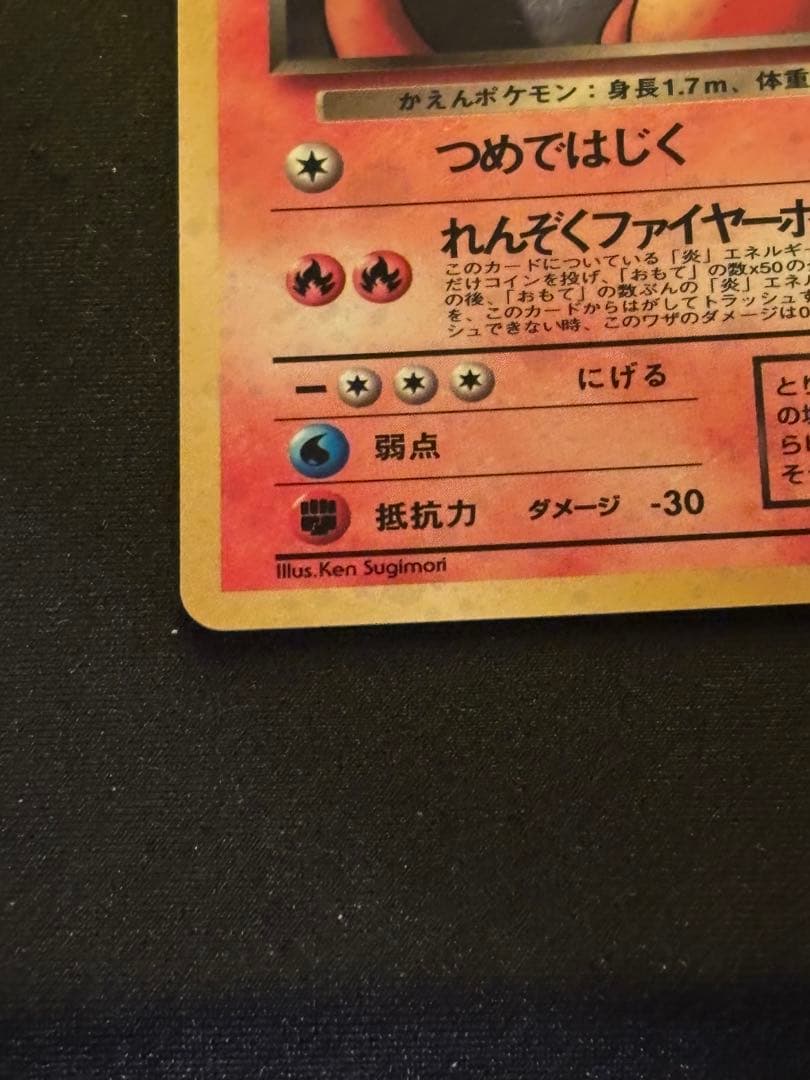 かえんポケモン：身長1.7m、体重
つめではじく
れんぞくファイヤーホ
このカードについている「炎」エネルギー
だけコインを投げ、「おもて」の数x50の
の後、「おもて」の数ぶんの「炎」エネル
を、このカードからはがしてトラッシュす
シュできない時、このワザのダメージは0
にげる
と
の
ら
そ
弱点
抵抗力 ダメージ -30
Illus.Ken Sugimori